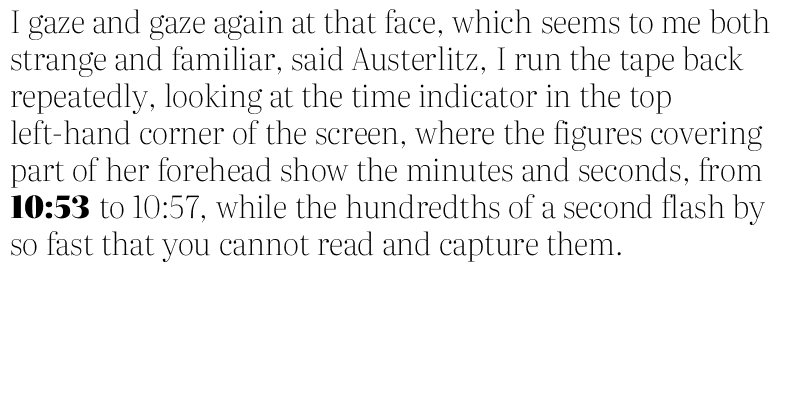 I gaze and gaze again at that face, which seems to me both
strange and familiar, said Austerlitz, I run the tape back
repeatedly, looking at the time indicator in the top
left-hand corner of the screen, where the figures covering
part of her forehead show the minutes and seconds, from
10:53 to 10:57, while the hundredths of a second flash by
so fast that you cannot read and capture them.